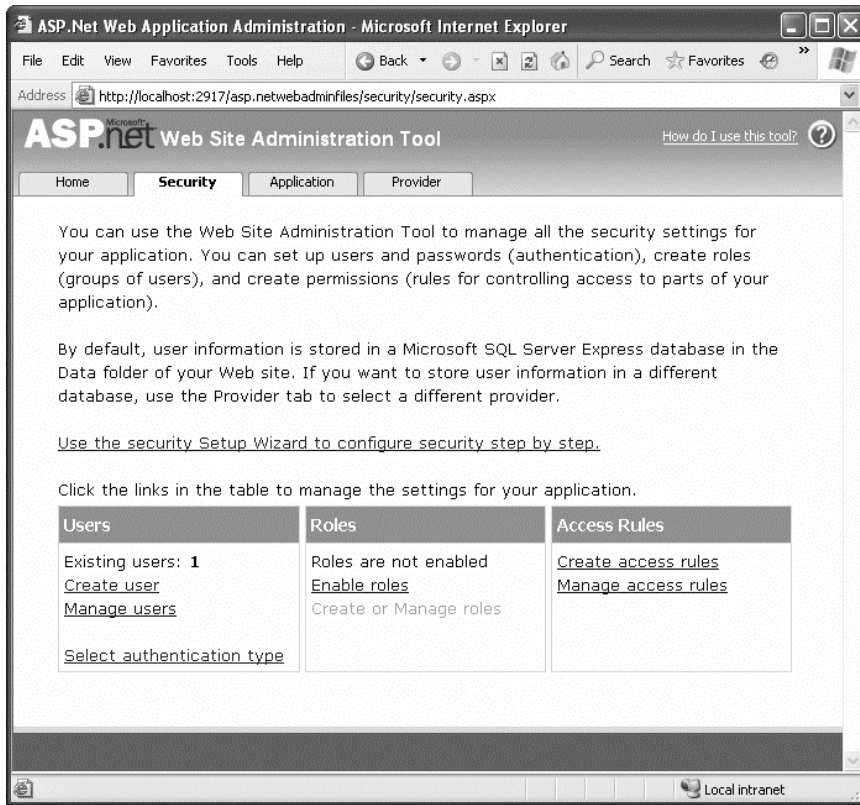 ASP.Net Web Application Administration - Microsoft Internet Explorer
File Edit View Favorites Tools Help Back Search Favorites »
Address http://localhost:2917/asp.netwebadminfiles/security/security.aspx
Microsoft
ASP.net Web Site Administration Tool How do I use this tool? ?
Home Security Application Provider
You can use the Web Site Administration Tool to manage all the security settings for
your application. You can set up users and passwords (authentication), create roles
(groups of users), and create permissions (rules for controlling access to parts of your
application).
By default, user information is stored in a Microsoft SQL Server Express database in the
Data folder of your Web site. If you want to store user information in a different
database, use the Provider tab to select a different provider.
Use the security Setup Wizard to configure security step by step.
Click the links in the table to manage the settings for your application.
Users Roles Access Rules
Existing users: 1 Roles are not enabled Create access rules
Create user Enable roles Manage access rules
Manage users Create or Manage roles
Select authentication type
Local intranet